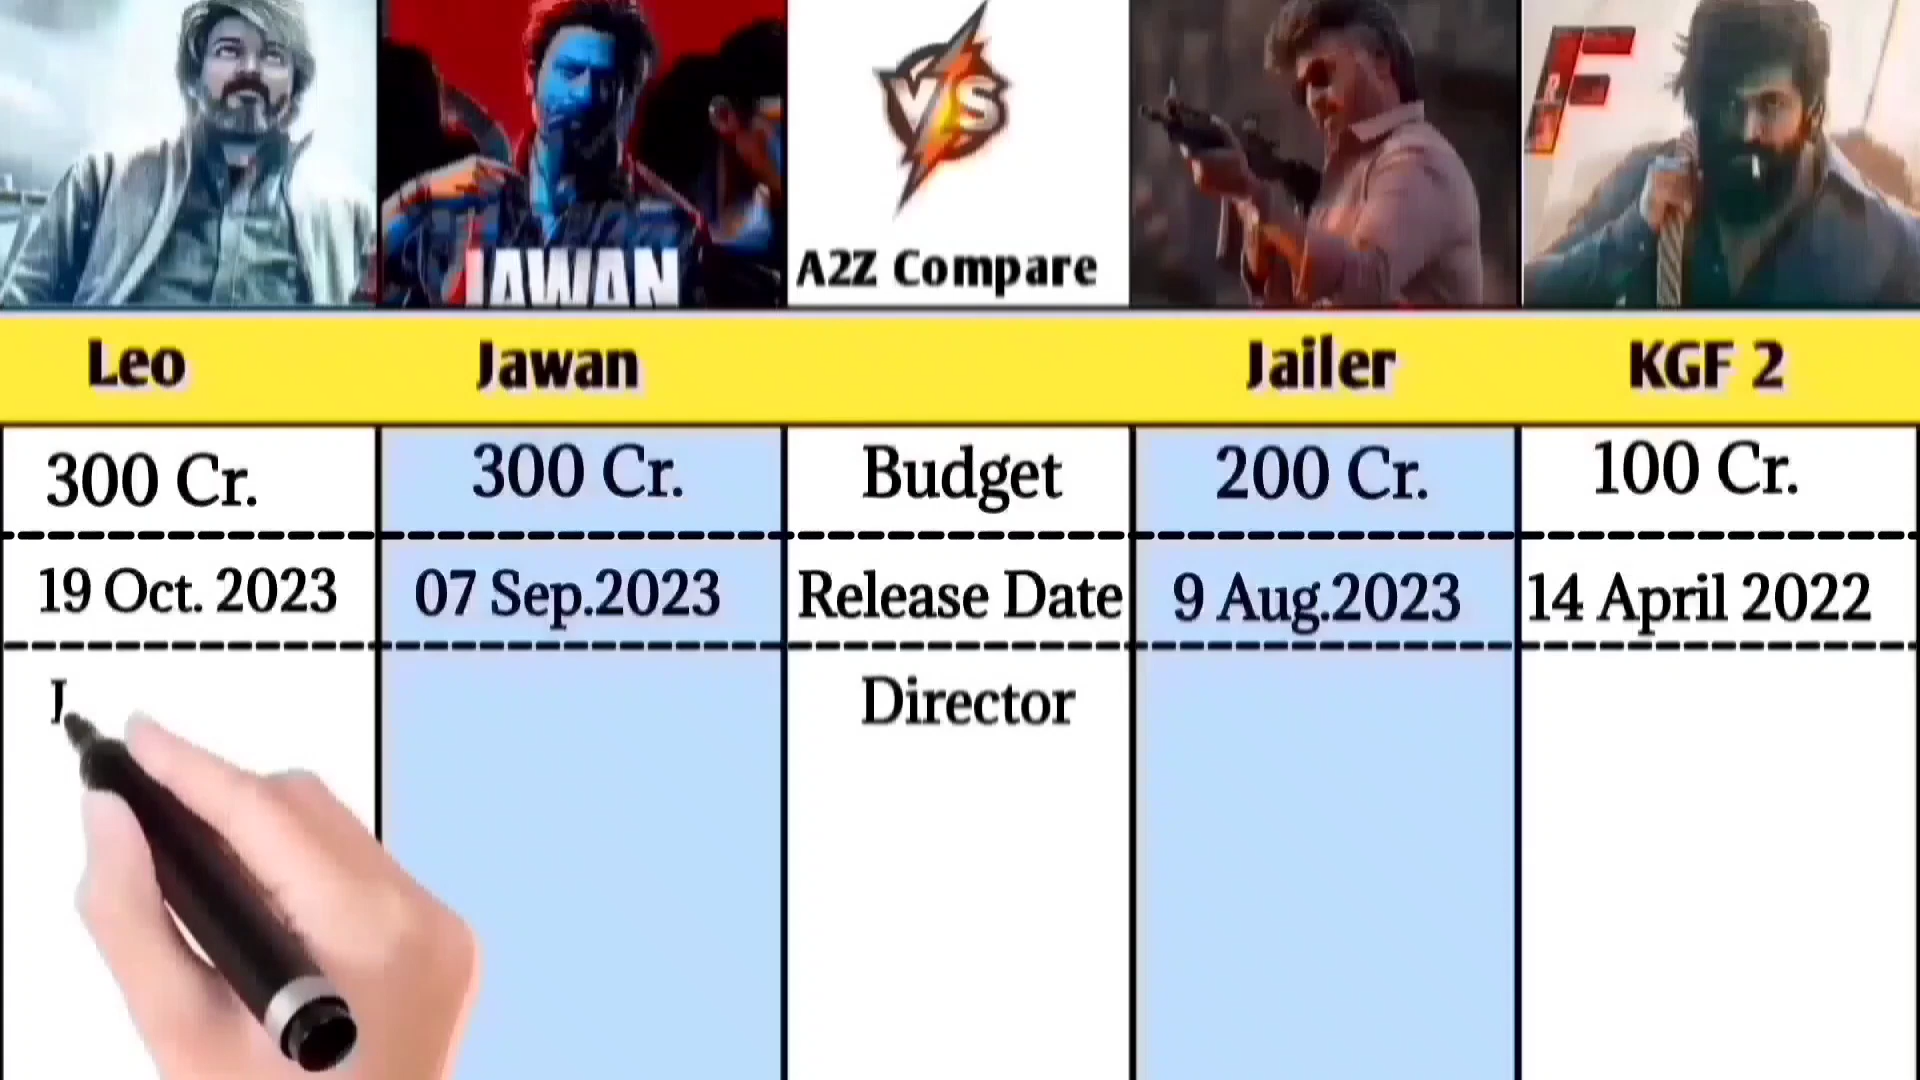 JAWAN
VS
A2Z Compare
F
Leo
Jawan
Jailer
KGF 2
300 Cr.
300 Cr.
Budget
200 Cr.
100 Cr.
19 Oct. 2023
07 Sep.2023
Release Date
9 Aug.2023
14 April 2022
Director